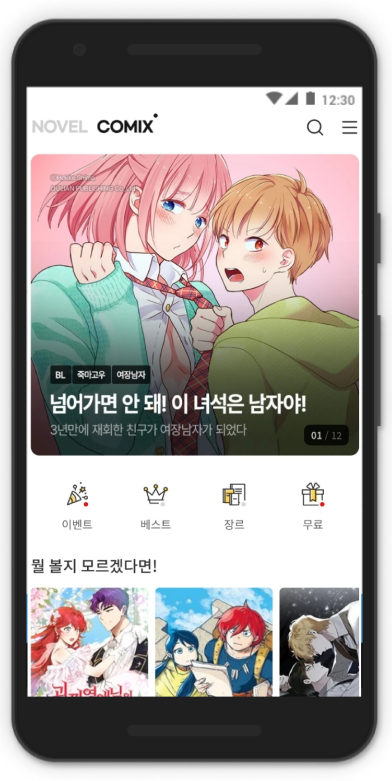 12:30
NOVEL COMIX
BL 죽마고우 여장남자
넘어가면 안 돼! 이 녀석은 남자야!
3년만에 재회한 친구가 여장남자가 되었다
01 / 12
이벤트 베스트 장르 무료
뭘 볼지 모르겠다면!